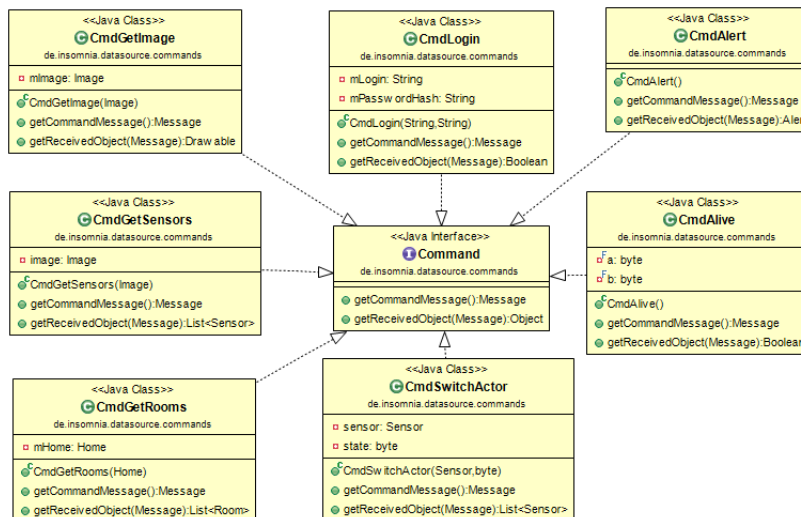 <<Java Class>>
CmdGetImage
de.insomnia.datasource.commands
mImage: Image
CmdGetImage(Image)
getCommandMessage():Message
getReceivedObject(Message):Drawable
<<Java Class>>
CmdLogin
de.insomnia.datasource.commands
mLogin: String
mPasswordHash: String
CmdLogin(String,String)
getCommandMessage():Message
getReceivedObject(Message):Boolean
<<Java Class>>
CmdAlert
de.insomnia.datasource.commands
CmdAlert()
getCommandMessage():Message
getReceivedObject(Message):Aler
<<Java Class>>
CmdGetSensors
de.insomnia.datasource.commands
image: Image
CmdGetSensors(Image)
getCommandMessage():Message
getReceivedObject(Message):List<Sensor>
<<Java Interface>>
Command
de.insomnia.datasource.commands
getCommandMessage():Message
getReceivedObject(Message):Object
<<Java Class>>
CmdAlive
de.insomnia.datasource.commands
a: byte
b: byte
CmdAlive()
getCommandMessage():Message
getReceivedObject(Message):Boolean
<<Java Class>>
CmdGetRooms
de.insomnia.datasource.commands
mHome: Home
CmdGetRooms(Home)
getCommandMessage():Message
getReceivedObject(Message):List<Room>
<<Java Class>>
CmdSwitchActor
de.insomnia.datasource.commands
sensor: Sensor
state: byte
CmdSwitchActor(Sensor,byte)
getCommandMessage():Message
getReceivedObject(Message):List<Sensor>